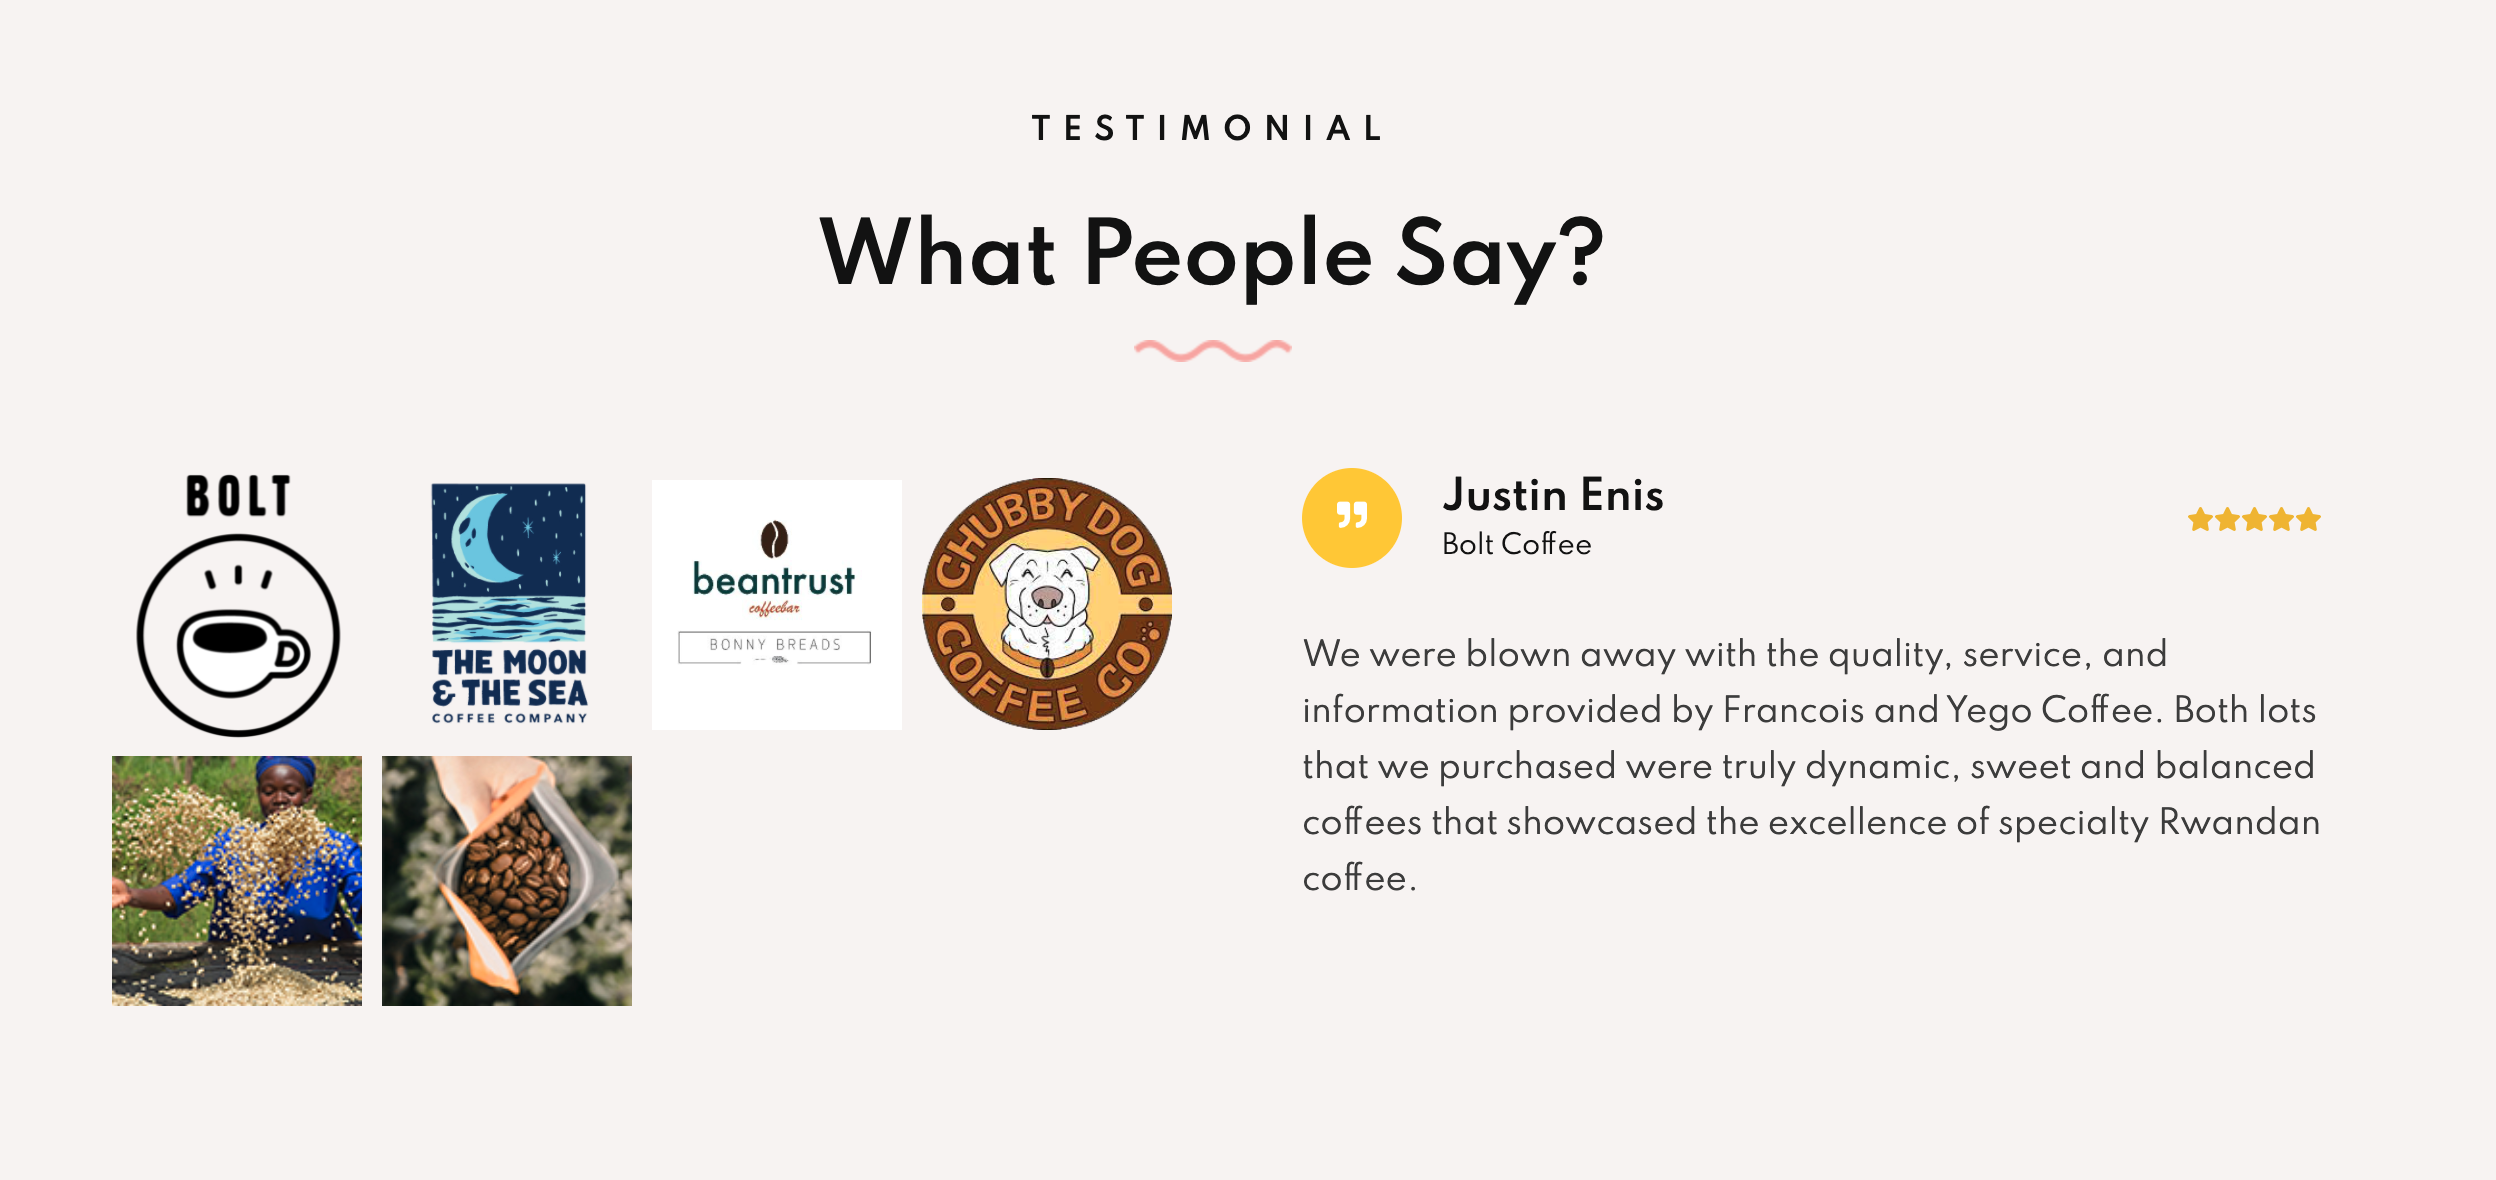 TESTIMONIAL
What People Say?
BOLT
THE MOON
& THE SEA
COFFEE COMPANY
beantrust
coffeebar
BONNY BREADS
CHUBBY DOG
COFFEE CO
Justin Enis
Bolt Coffee
We were blown away with the quality, service, and
information provided by Francois and Yego Coffee. Both lots
that we purchased were truly dynamic, sweet and balanced
coffees that showcased the excellence of specialty Rwandan
coffee.